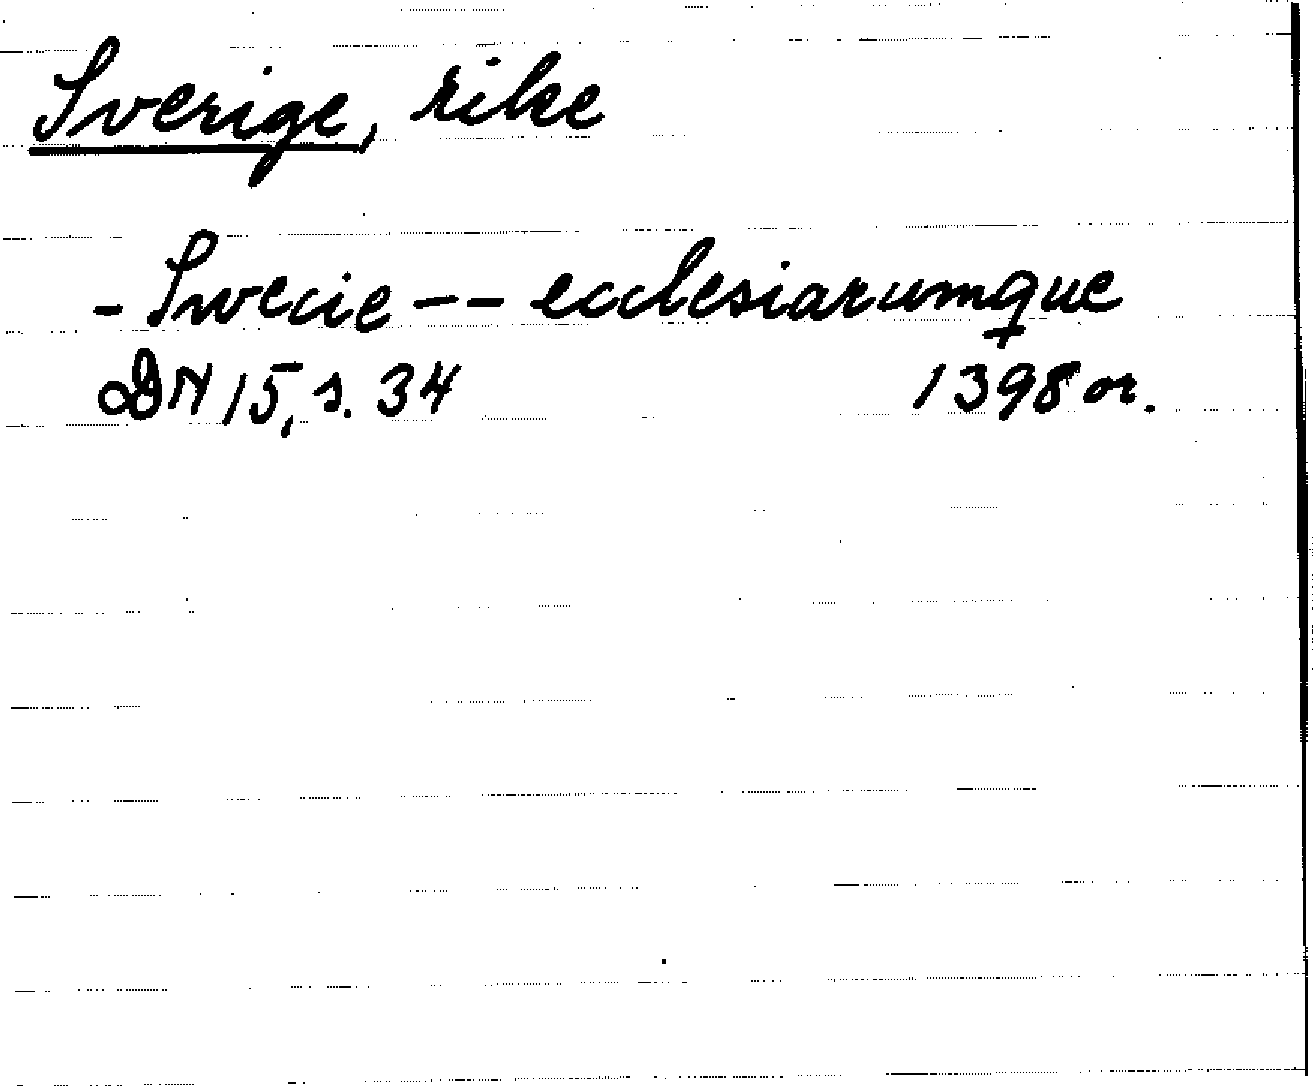 Sverige, rike
- Swecie -- ecclesiarumque
DN 15, s. 34 1398 or.